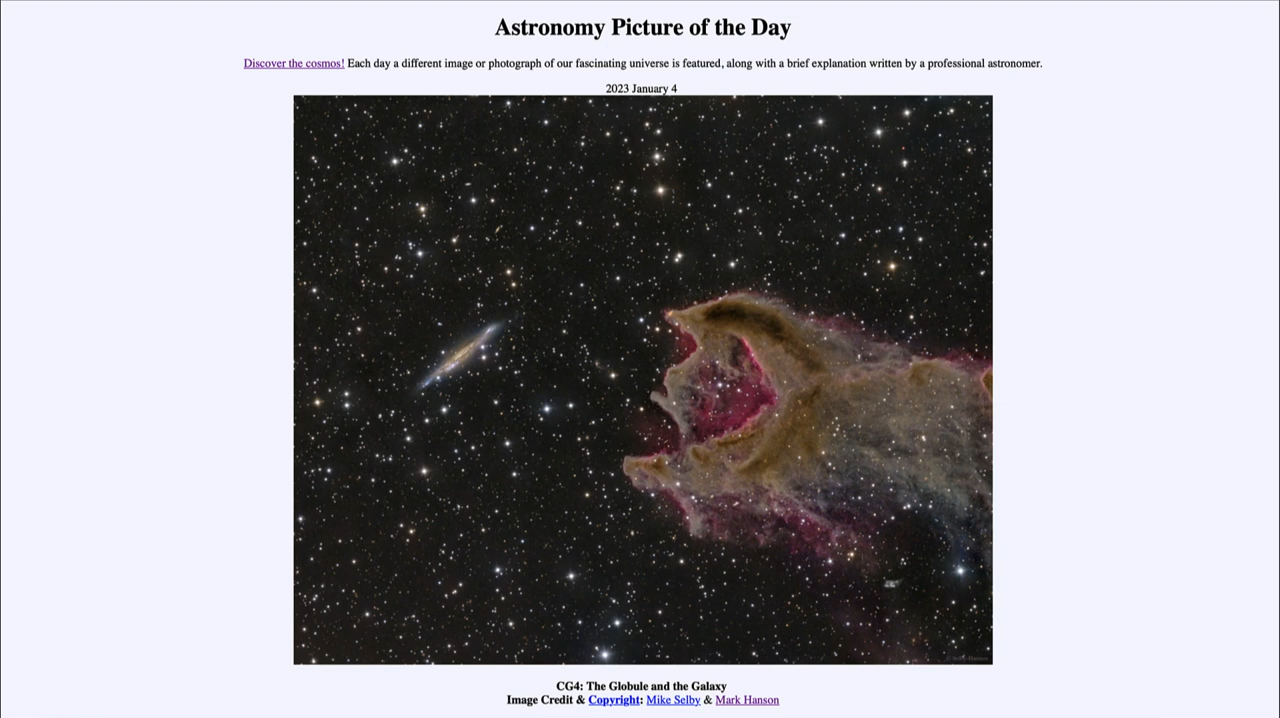 Astronomy Picture of the Day
Discover the cosmos! Each day a different image or photograph of our fascinating universe is featured, along with a brief explanation written by a professional astronomer.
2023 January 4
CG4: The Globule and the Galaxy
Image Credit & Copyright: Mike Selby & Mark Hanson